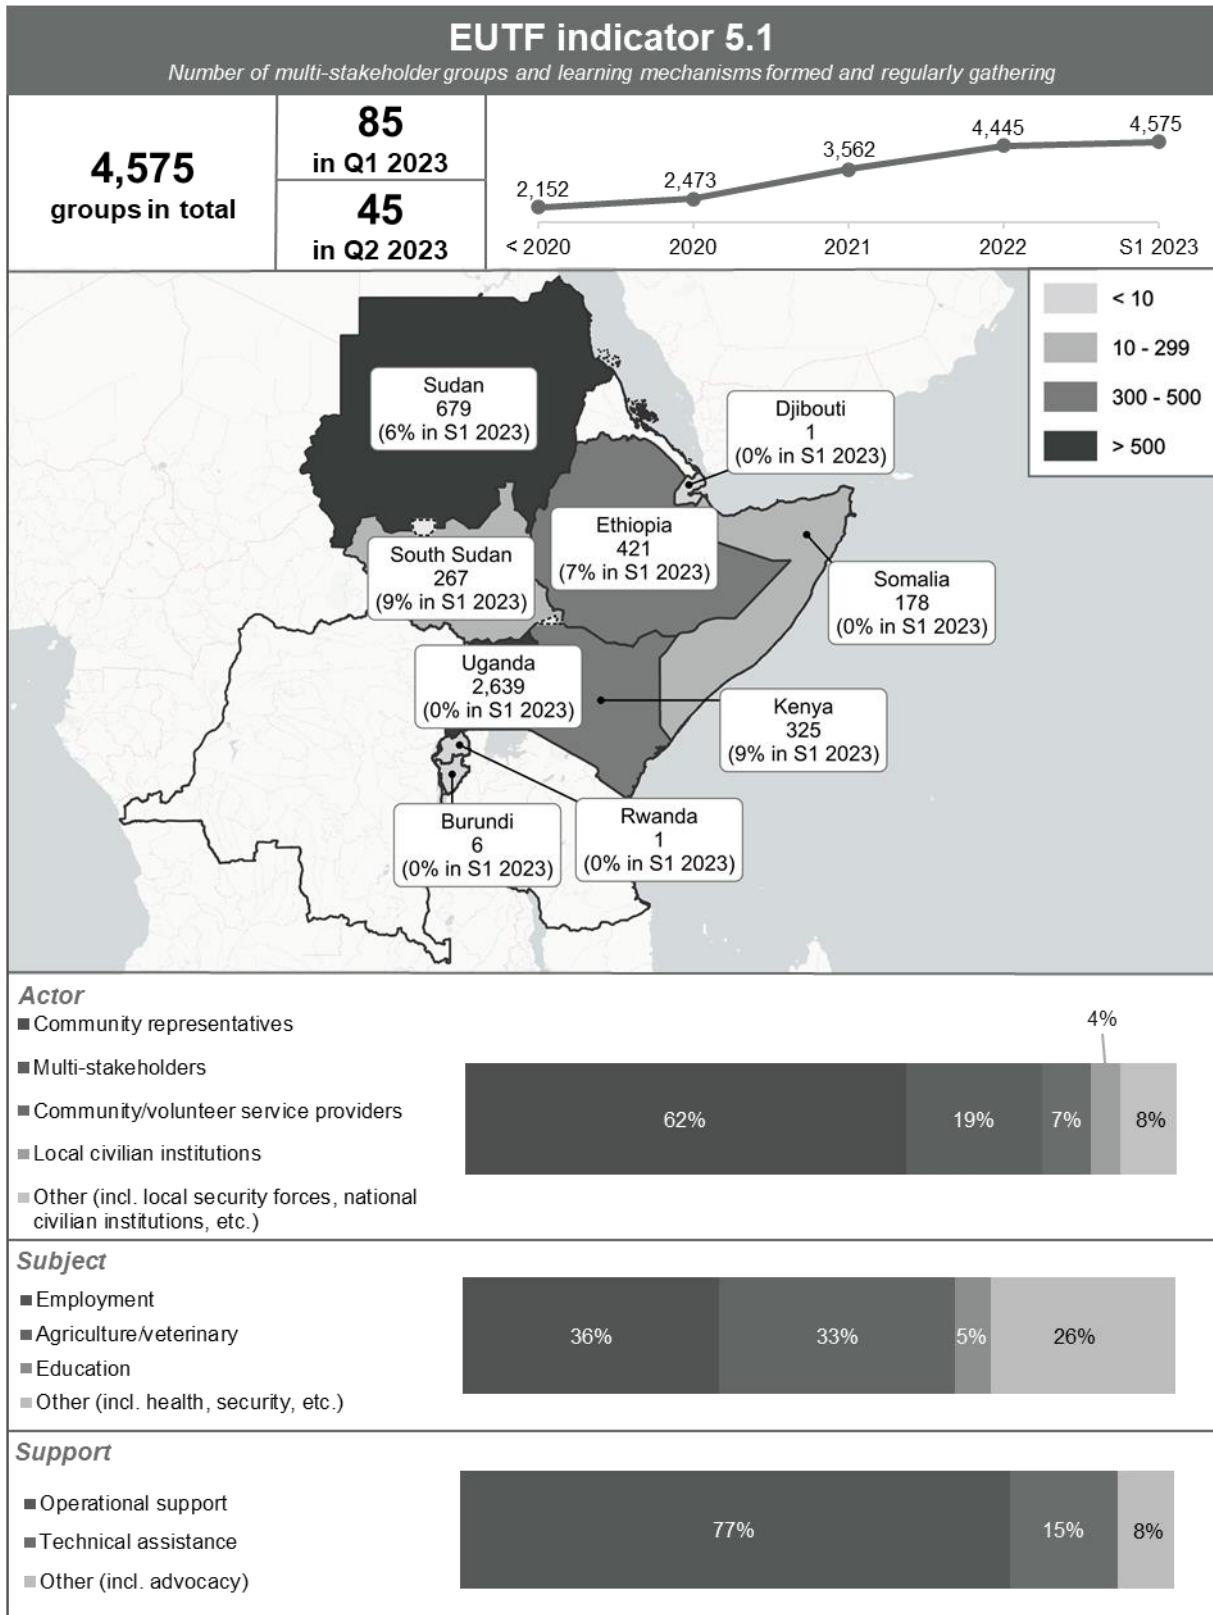 EUTF indicator 5.1
Number of multi-stakeholder groups and learning mechanisms formed and regularly gathering
4,575
groups in total
85
in Q1 2023
45
in Q2 2023
2,152
2,473
3,562
4,445
4,575
< 2020
2020
2021
2022
S1 2023
< 10
10 - 299
300 - 500
> 500
Sudan
679
(6% in S1 2023)
Djibouti
1
(0% in S1 2023)
Ethiopia
421
(7% in S1 2023)
South Sudan
267
(9% in S1 2023)
Somalia
178
(0% in S1 2023)
Uganda
2,639
(0% in S1 2023)
Kenya
325
(9% in S1 2023)
Burundi
6
(0% in S1 2023)
Rwanda
1
(0% in S1 2023)
Actor
Community representatives
Multi-stakeholders
Community/volunteer service providers
Local civilian institutions
Other (incl. local security forces, national
civilian institutions, etc.)
62%
19%
7%
4%
8%
Subject
Employment
Agriculture/veterinary
Education
Other (incl. health, security, etc.)
36%
33%
5%
26%
Support
Operational support
Technical assistance
Other (incl. advocacy)
77%
15%
8%